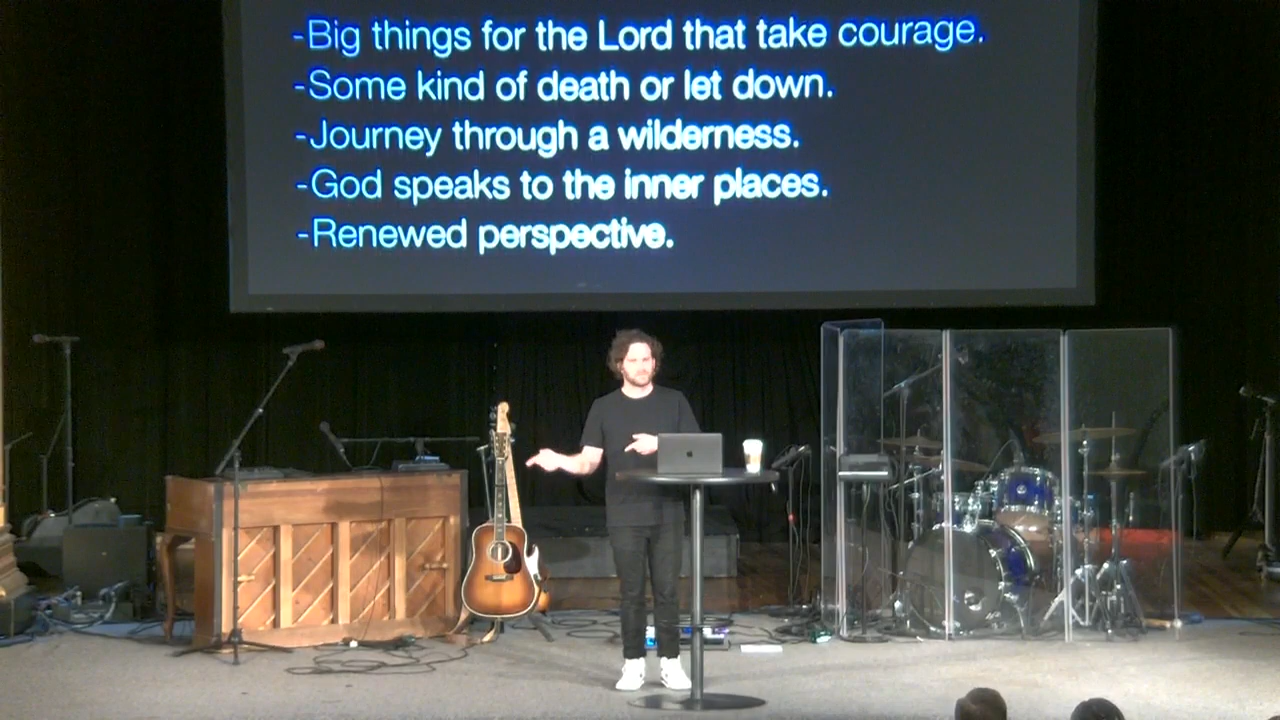 -Big things for the Lord that take courage.
-Some kind of death or let down.
-Journey through a wilderness.
-God speaks to the inner places.
-Renewed perspective.